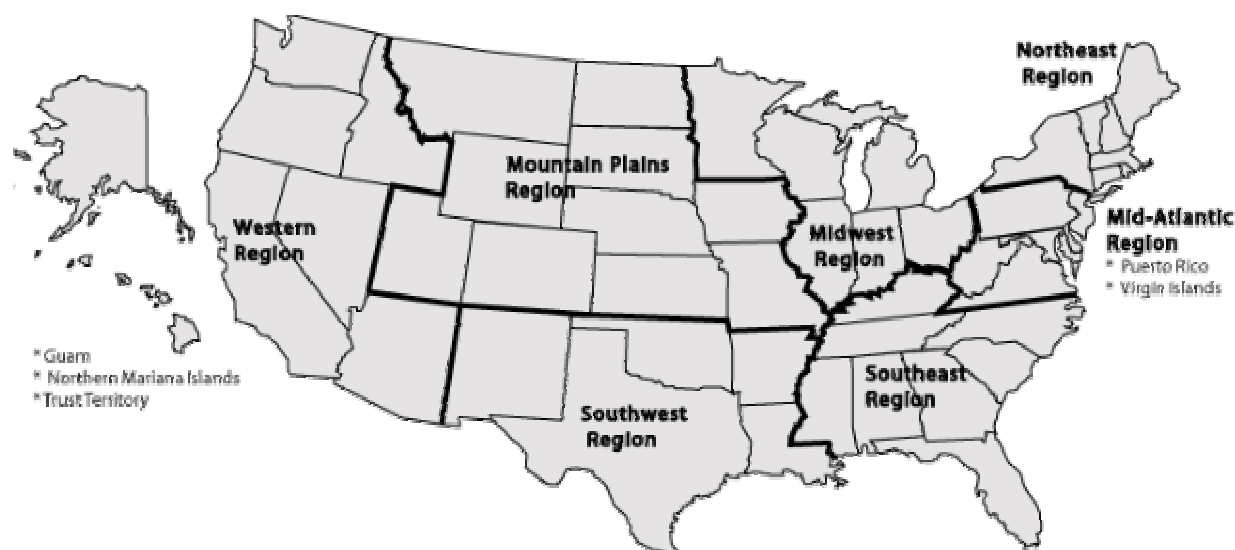 Northeast
Region
Mountain Plains
Region
Western
Region
Midwest
Region
Mid-Atlantic
Region
* Puerto Rico
* Virgin Islands
* Guam
* Northern Mariana Islands
* Trust Territory
Southeast
Region
Southwest
Region